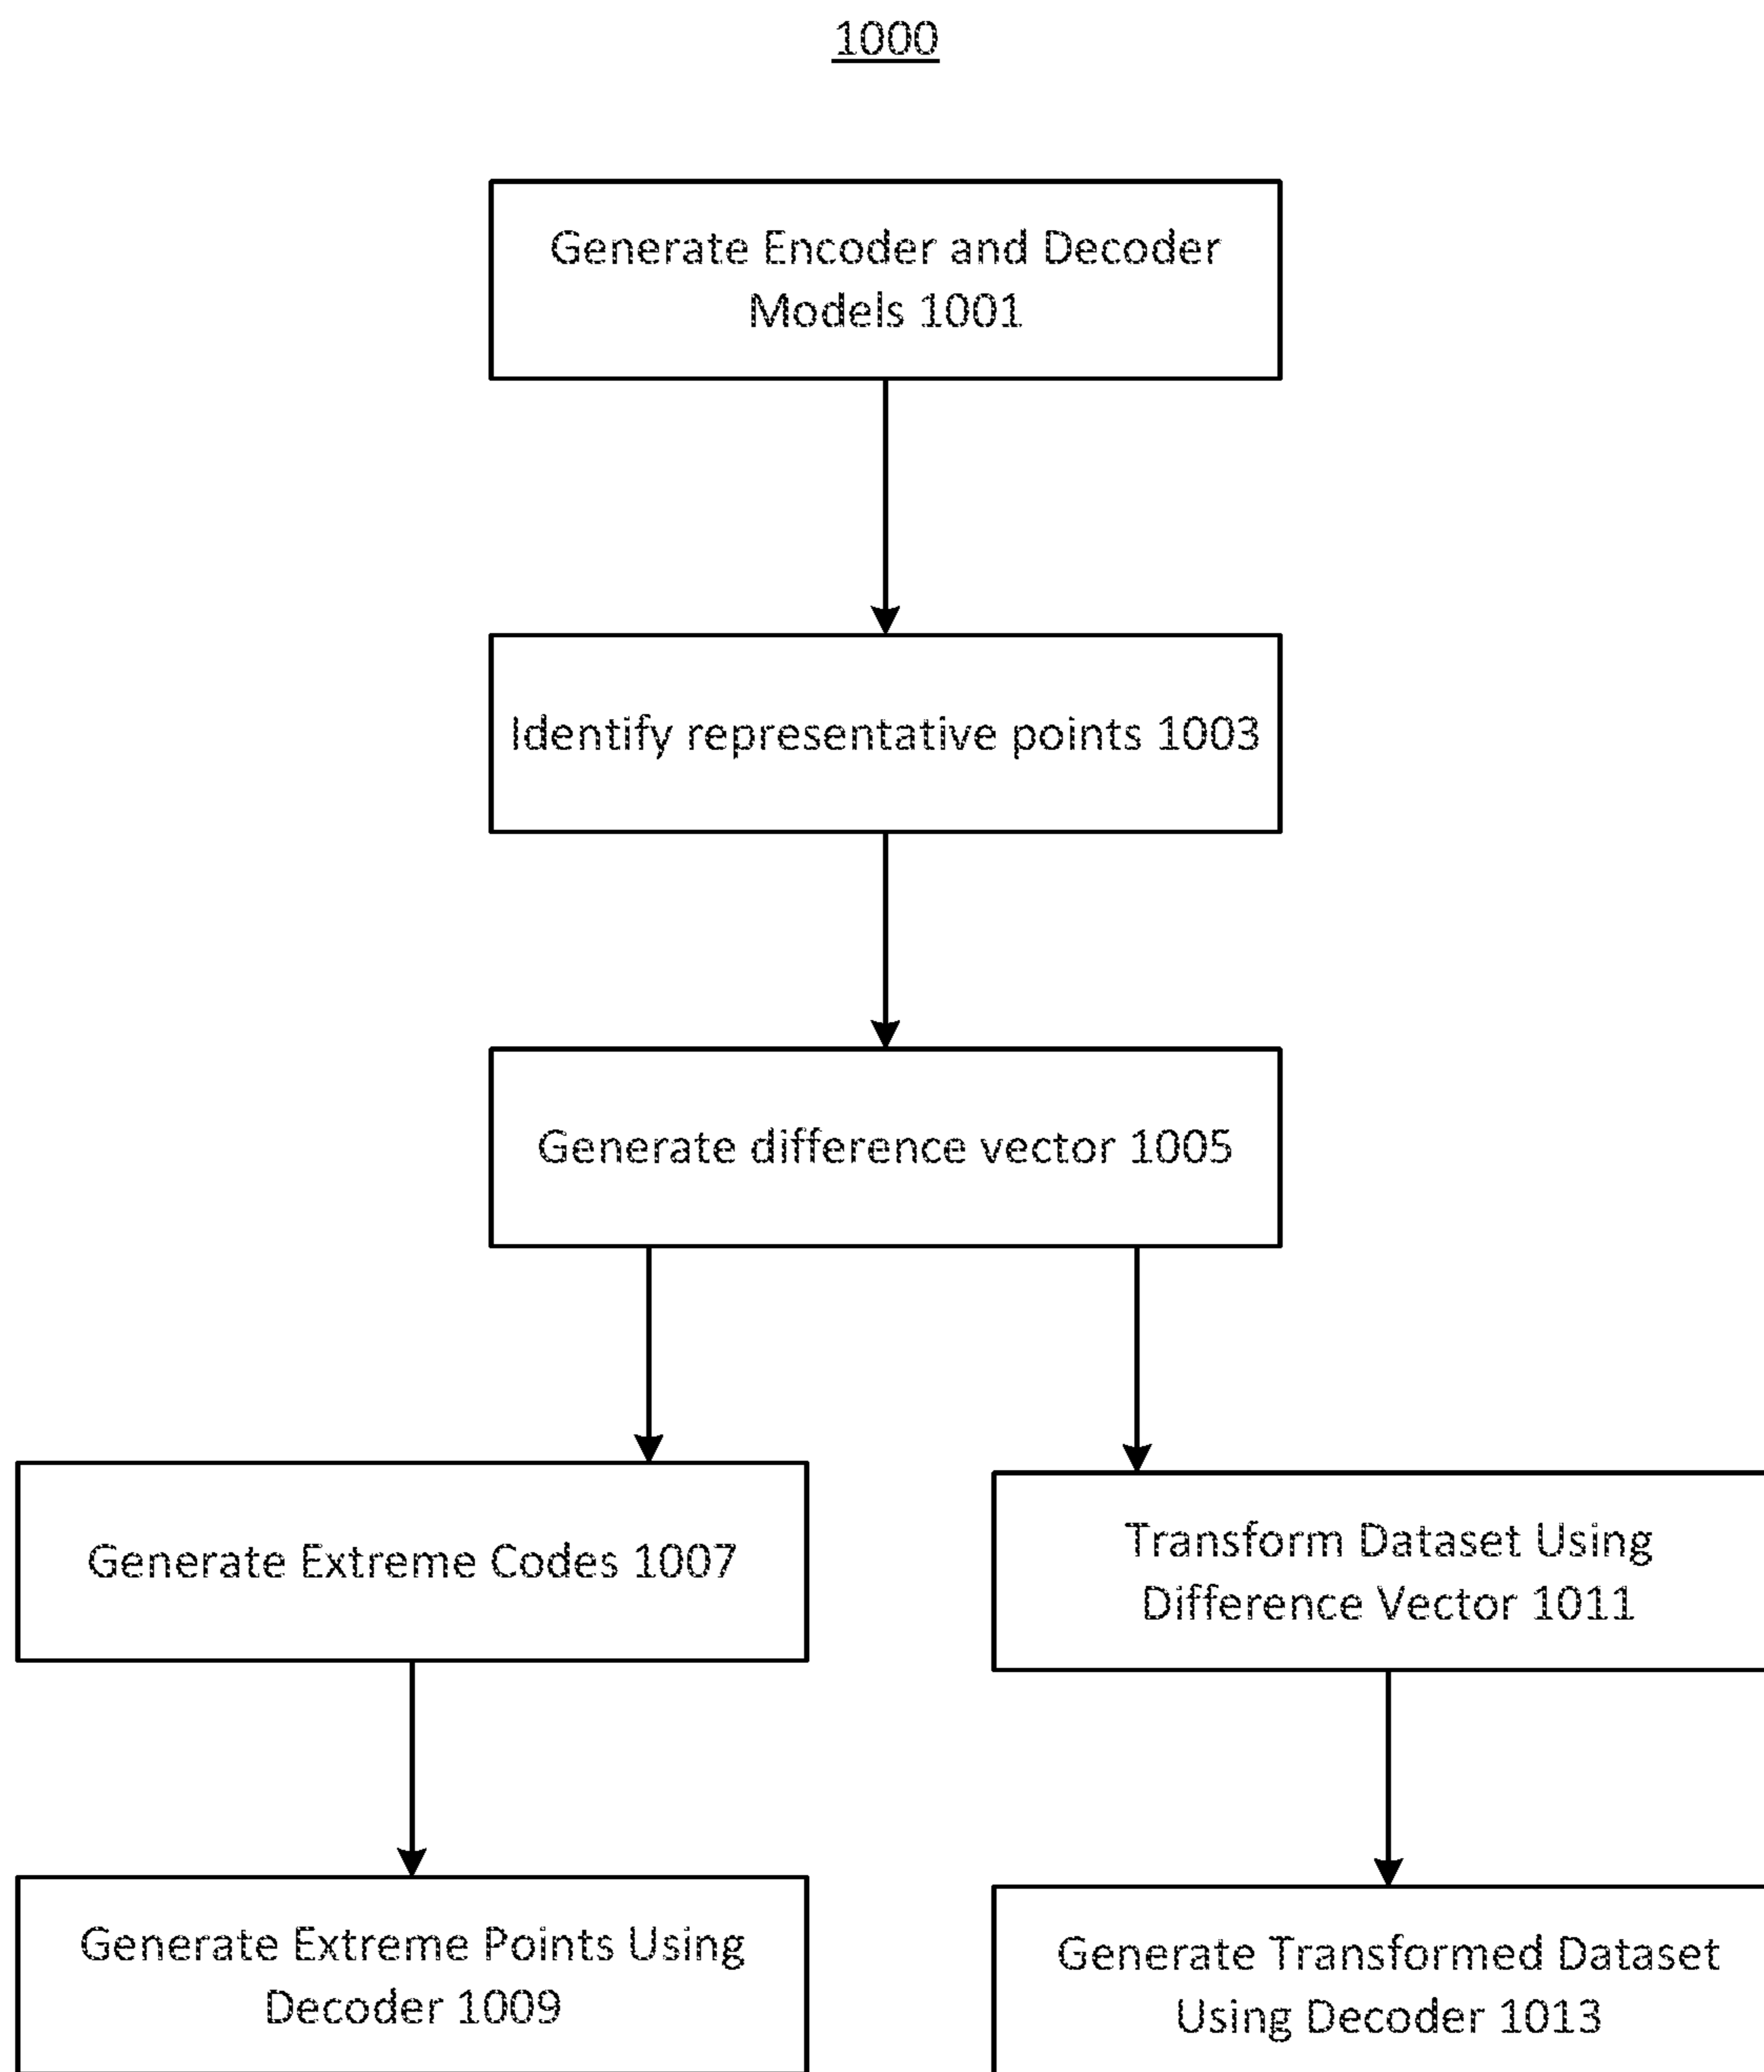 1000
Generate Encoder and Decoder
Models 1001
Identify representative points 1003
Generate difference vector 1005
Generate Extreme Codes 1007
Transform Dataset Using
Difference Vector 1011
Generate Extreme Points Using
Decoder 1009
Generate Transformed Dataset
Using Decoder 1013